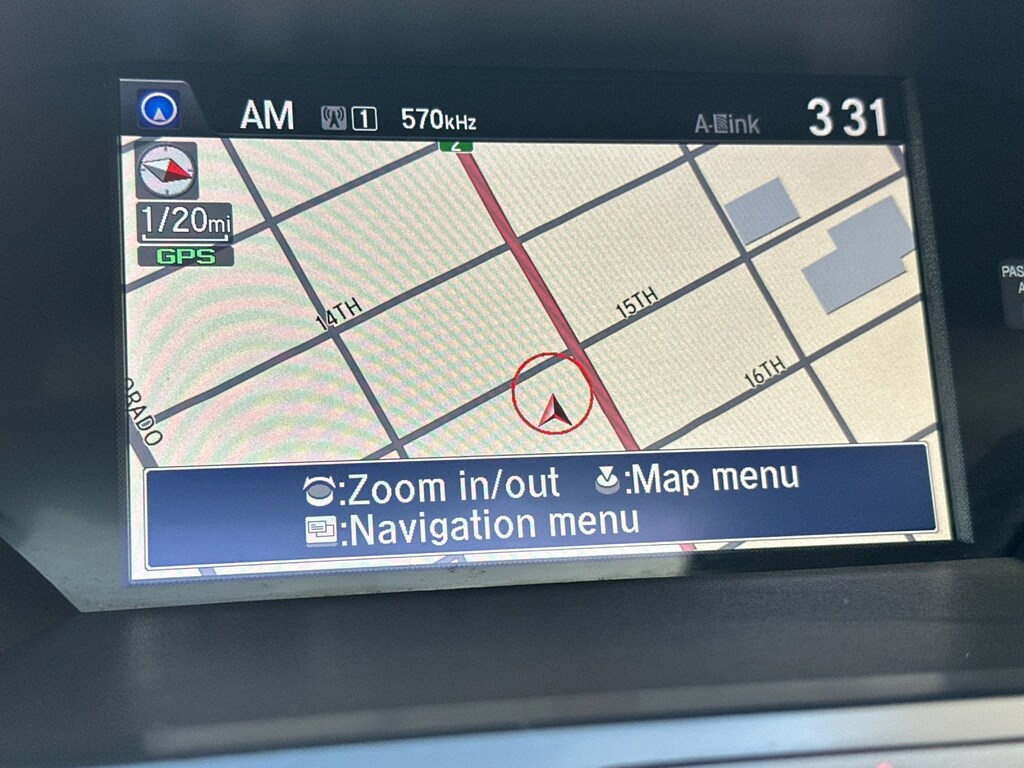 AM 1 570kHz A-Link 3 31
2
1/20mi
GPS
14TH
15TH
16TH
ORADO
:Zoom in/out :Map menu
:Navigation menu
PAS
A